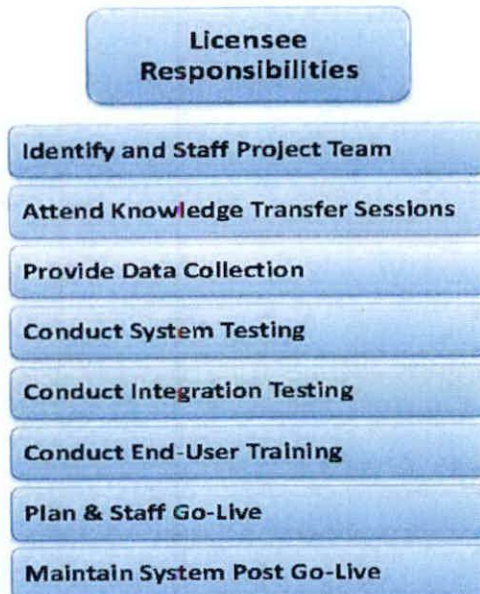 Licensee
Responsibilities
Identify and Staff Project Team
Attend Knowledge Transfer Sessions
Provide Data Collection
Conduct System Testing
Conduct Integration Testing
Conduct End-User Training
Plan & Staff Go-Live
Maintain System Post Go-Live